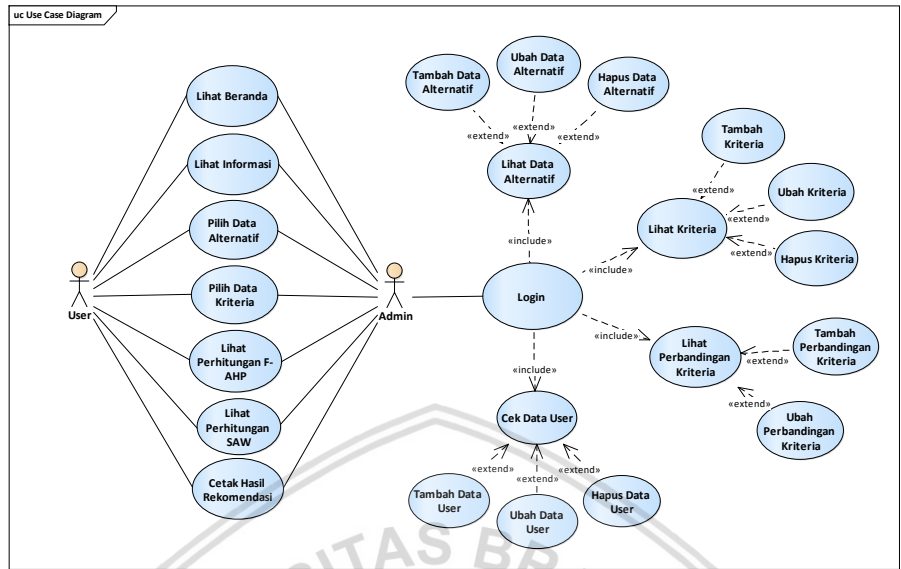 uc Use Case Diagram
Lihat Beranda
Lihat Informasi
Pilih Data
Alternatif
Pilih Data
Kriteria
Lihat
Perhitungan F-
AHP
Lihat
Perhitungan
SAW
Cetak Hasil
Rekomendasi
User
Admin
Login
Tambah Data
Alternatif
Ubah Data
Alternatif
Hapus Data
Alternatif
«extend»
«extend»
«extend»
Lihat Data
Alternatif
«include»
Tambah
Kriteria
Ubah Kriteria
Hapus Kriteria
«extend»
«extend»
«extend»
Lihat Kriteria
«include»
«include»
Lihat
Perbandingan
Kriteria
Tambah
Perbandingan
Kriteria
«extend»
«extend»
Ubah
Perbandingan
Kriteria
«include»
Cek Data User
«extend»
«extend»
«extend»
Tambah Data
User
Ubah Data
User
Hapus Data
User
ITAS BR